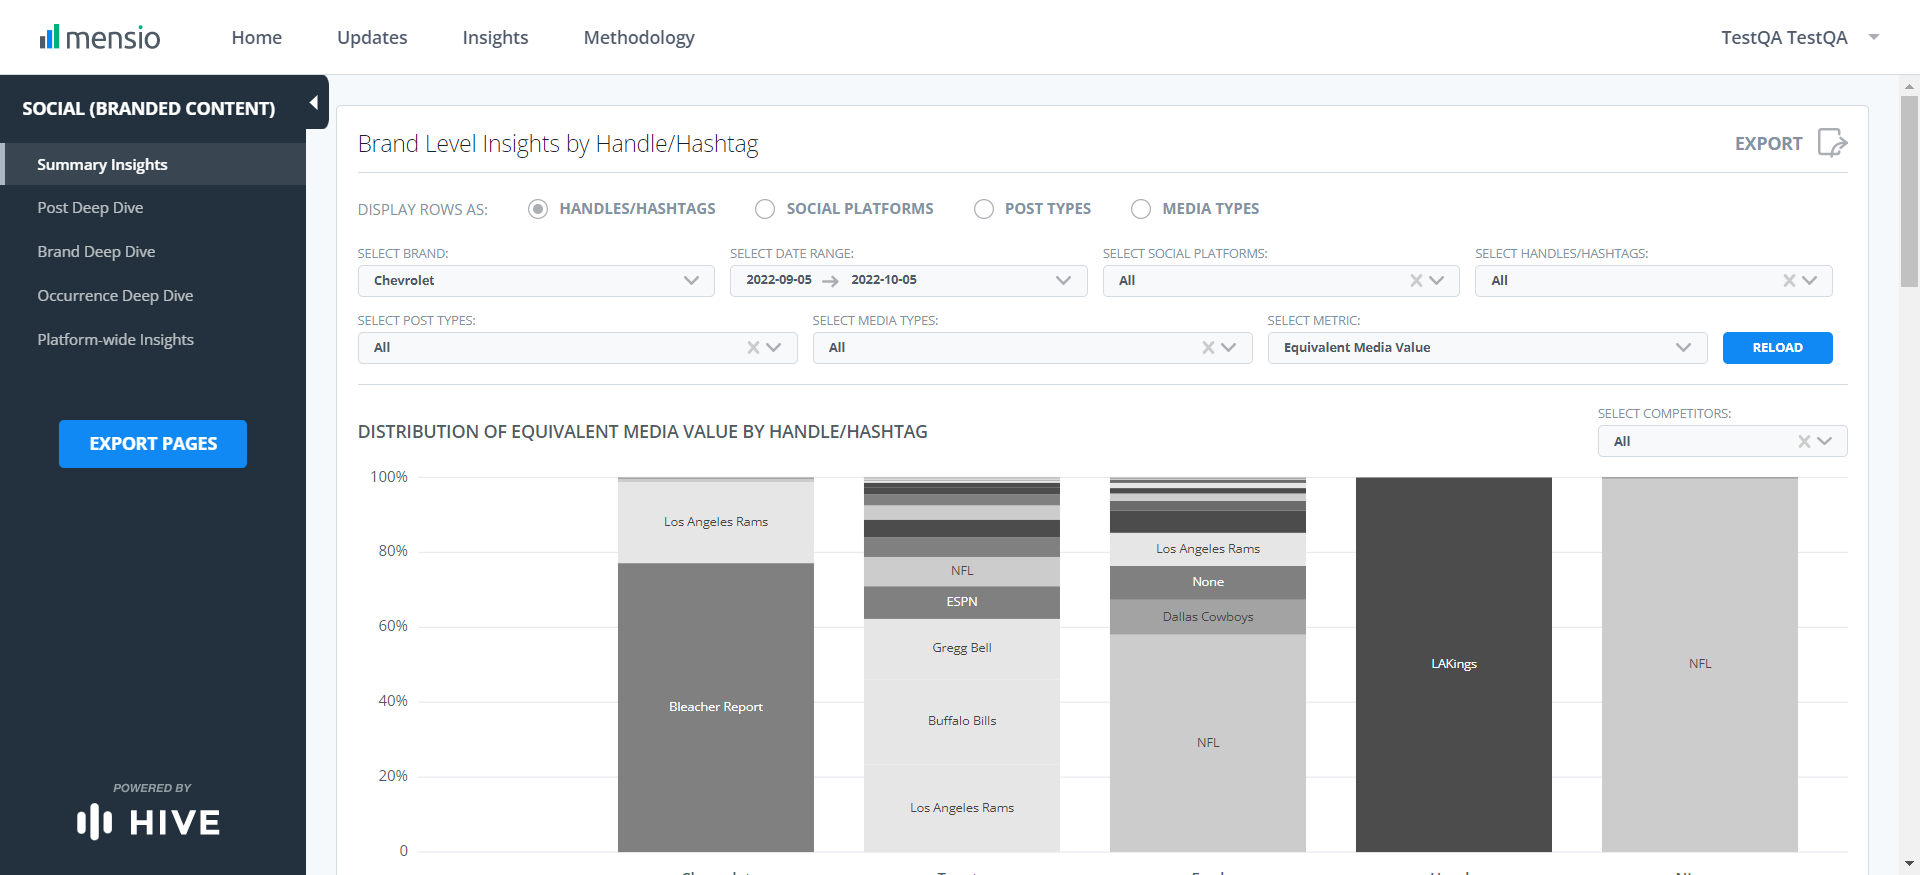 mensio
Home Updates Insights Methodology TestQA TestQA
SOCIAL (BRANDED CONTENT)
Summary Insights
Post Deep Dive
Brand Deep Dive
Occurrence Deep Dive
Platform-wide Insights
EXPORT PAGES
POWERED BY
HIVE
Brand Level Insights by Handle/Hashtag
EXPORT
DISPLAY ROWS AS: HANDLES/HASHTAGS SOCIAL PLATFORMS POST TYPES MEDIA TYPES
SELECT BRAND: SELECT DATE RANGE: SELECT SOCIAL PLATFORMS: SELECT HANDLES/HASHTAGS:
Chevrolet 2022-09-05 → 2022-10-05 All All
SELECT POST TYPES: SELECT MEDIA TYPES: SELECT METRIC:
All All Equivalent Media Value RELOAD
SELECT COMPETITORS:
All
DISTRIBUTION OF EQUIVALENT MEDIA VALUE BY HANDLE/HASHTAG
100%
80%
60%
40%
20%
0
Los Angeles Rams
Bleacher Report
NFL
ESPN
Gregg Bell
Buffalo Bills
Los Angeles Rams
Los Angeles Rams
None
Dallas Cowboys
NFL
LAKings
NFL